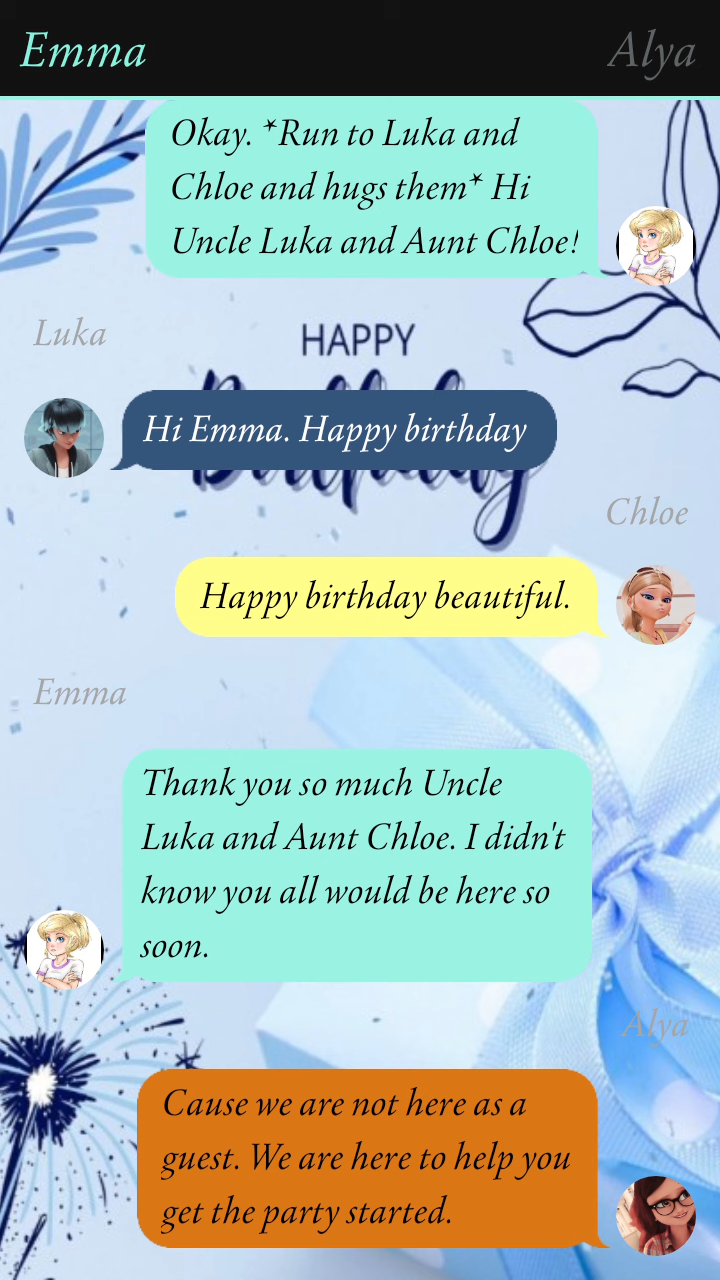 Emma
Alya
Okay. *Run to Luka and
Chloe and hugs them* Hi
Uncle Luka and Aunt Chloe!
Luka
HAPPY
Birthday
Hi Emma. Happy birthday
Chloe
Happy birthday beautiful.
Emma
Thank you so much Uncle
Luka and Aunt Chloe. I didn't
know you all would be here so
soon.
Alya
Cause we are not here as a
guest. We are here to help you
get the party started.